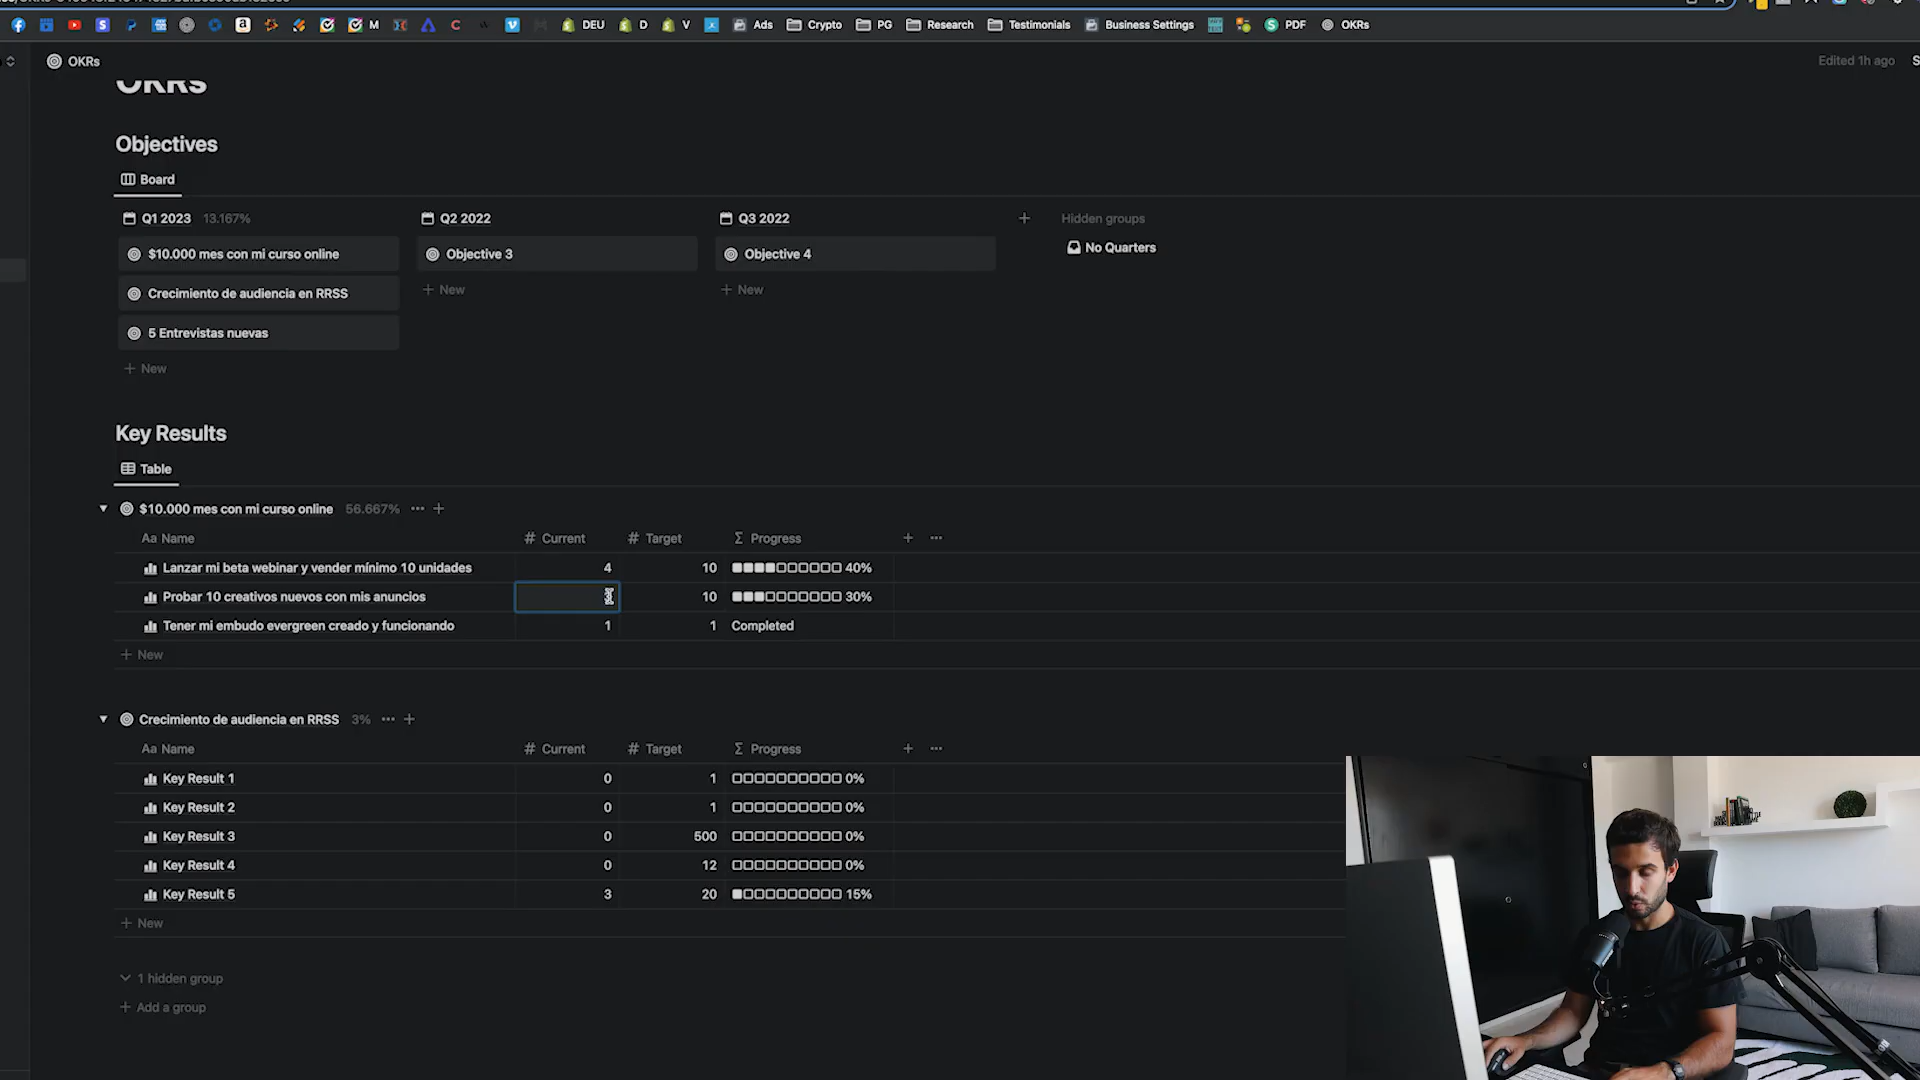 DEU
D
V
Ads
Crypto
PG
Research
Testimonials
Business Settings
PDF
OKRs
M
OKRs
Edited 1h ago
OKRs
Objectives
Board
Q1 2023 13.167%
Q2 2022
Q3 2022
Hidden groups
$10.000 mes con mi curso online
Objective 3
Objective 4
No Quarters
New
New
Crecimiento de audiencia en RRSS
5 Entrevistas nuevas
New
Key Results
Table
$10.000 mes con mi curso online 56.667%
Aa Name # Current # Target Σ Progress
Lanzar mi beta webinar y vender mínimo 10 unidades 4 10 40%
Probar 10 creativos nuevos con mis anuncios 10 30%
Tener mi embudo evergreen creado y funcionando 1 1 Completed
New
Crecimiento de audiencia en RRSS 3%
Aa Name # Current # Target Σ Progress
Key Result 1 0 1 0%
Key Result 2 0 1 0%
Key Result 3 0 500 0%
Key Result 4 0 12 0%
Key Result 5 3 20 15%
New
1 hidden group
Add a group